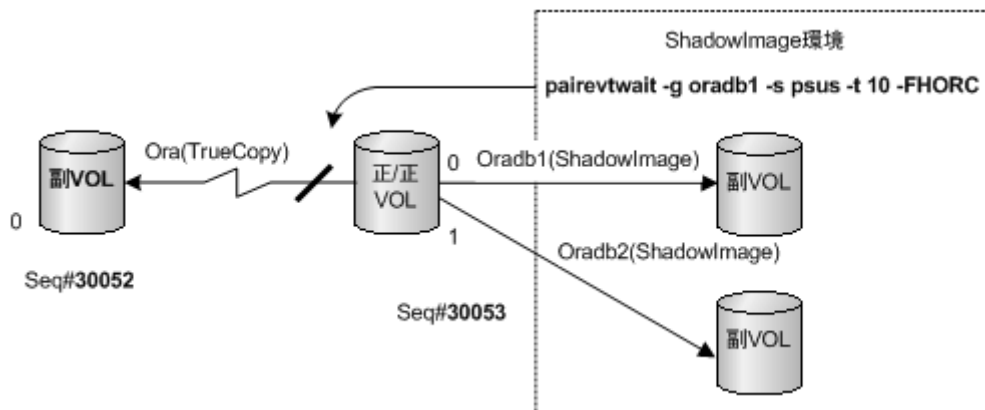 ShadowImage環境
pairevtwait -g oradb1 -s psus -t 10 -FHORC
Ora(TrueCopy)
副VOL
0
Seq#30052
正/正
VOL
0
1
Seq#30053
Oradb1(ShadowImage)
副VOL
Oradb2(ShadowImage)
副VOL